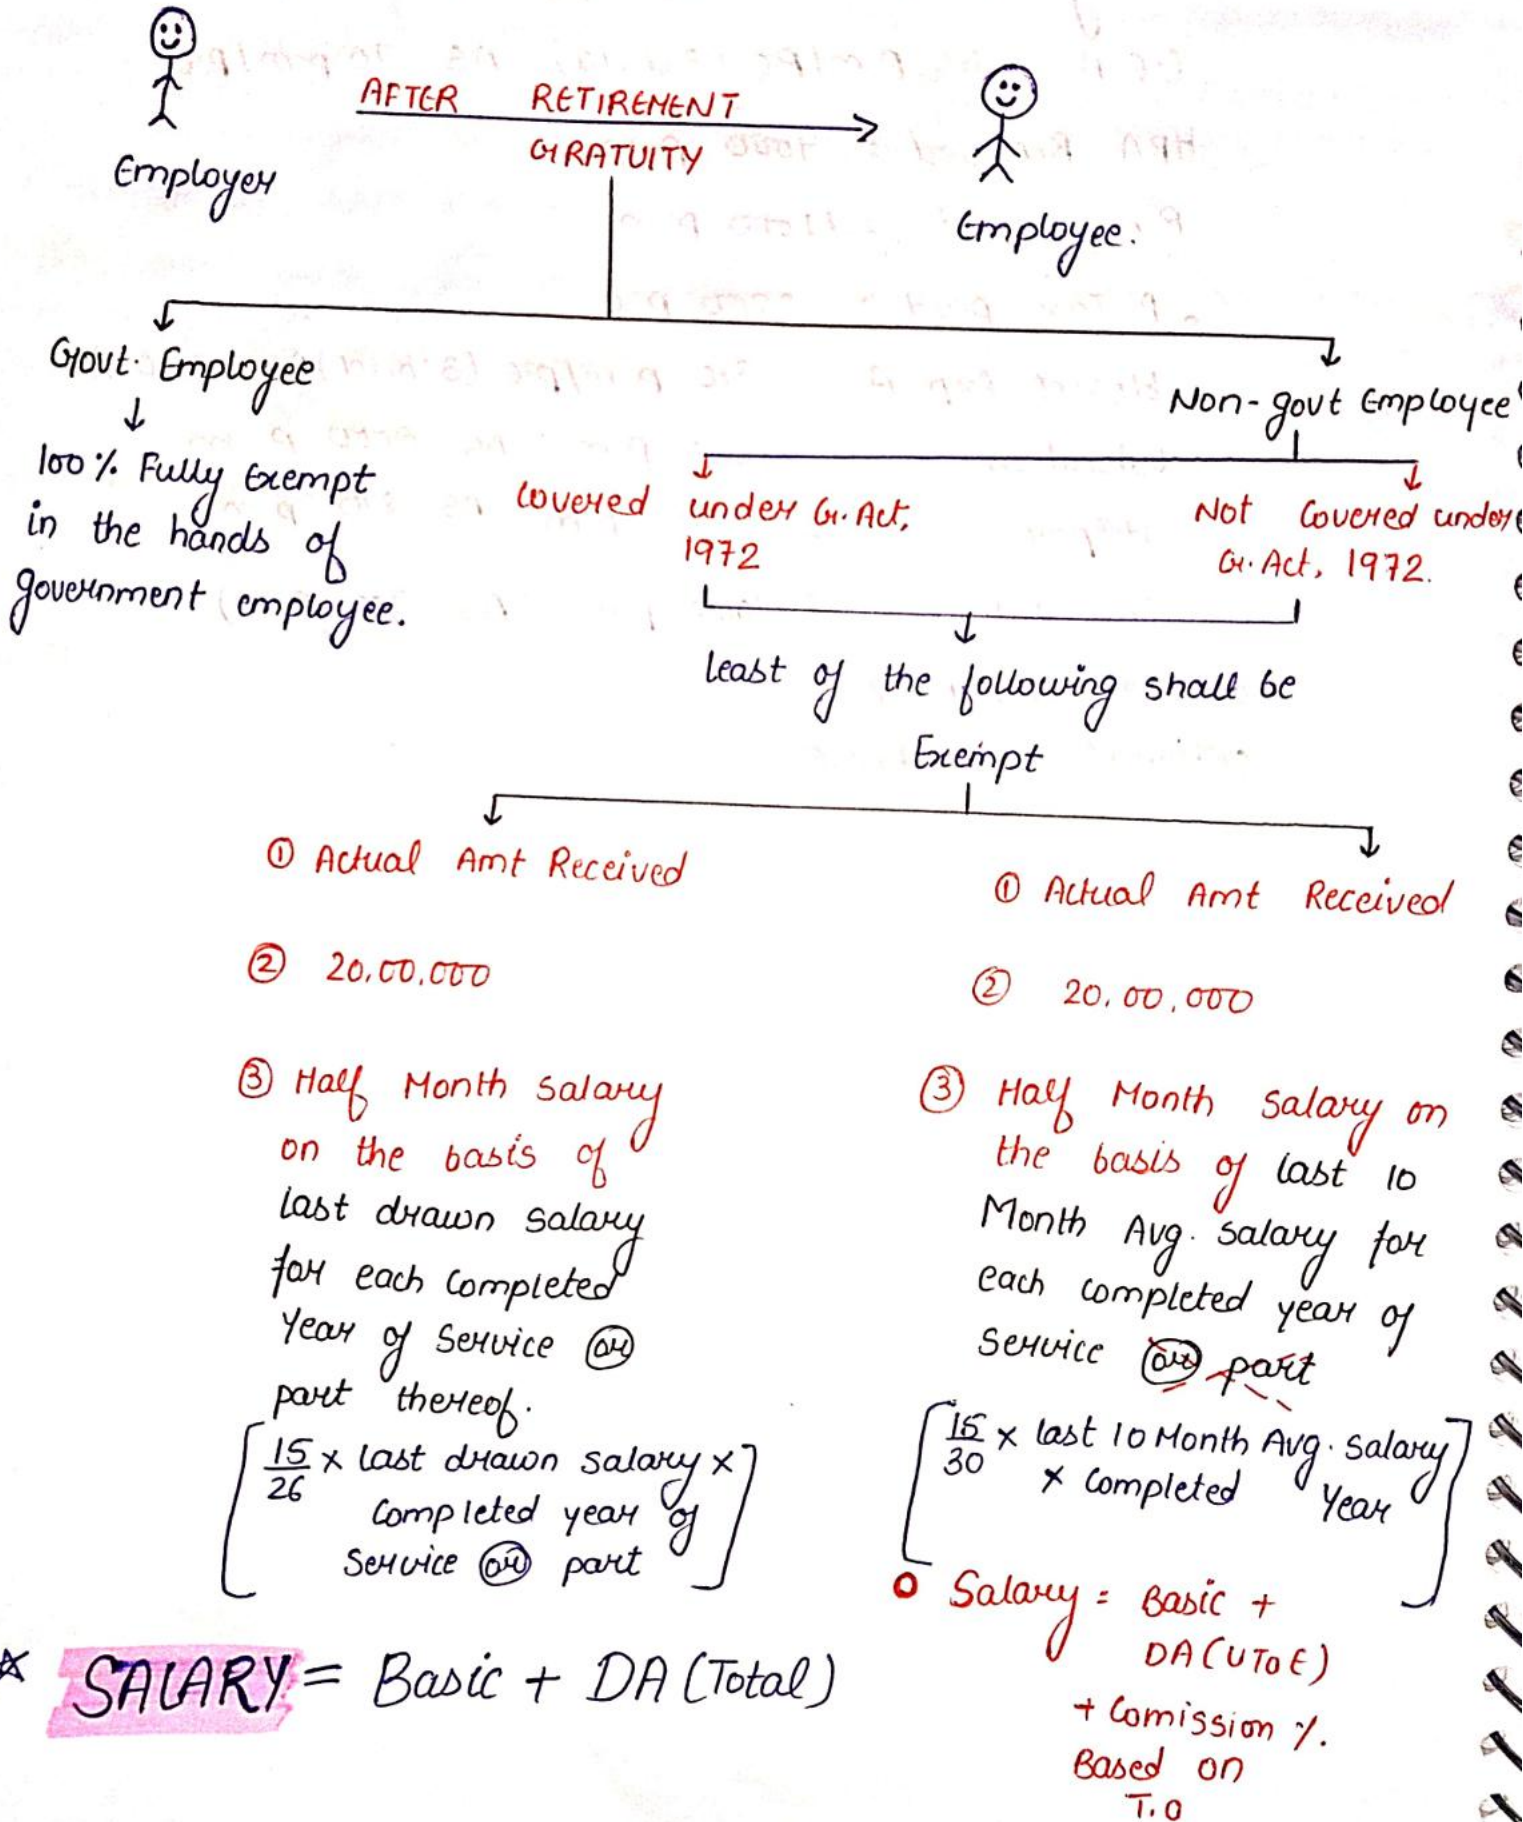 AFTER RETIREMENT
GRATUITY
Employer
Employee.
Govt. Employee
100% Fully Exempt
in the hands of
government employee.
Non-govt Employee
Covered under G. Act,
1972
Not Covered under
G. Act, 1972.
least of the following shall be
Exempt
① Actual Amt Received
② 20,00,000
③ Half Month Salary
on the basis of
last drawn salary
for each completed
Year of Service or
part thereof.
[15/26 × last drawn salary ×
Completed year of
Service or part]
① Actual Amt Received
② 20,00,000
③ Half Month Salary on
the basis of last 10
Month Avg. Salary for
each completed year of
Service or part
[15/30 × last 10 Month Avg. Salary
× Completed Year]
Salary = Basic +
DA (UToE)
+ Comission %.
Based on
T.O
☆ SALARY = Basic + DA (Total)